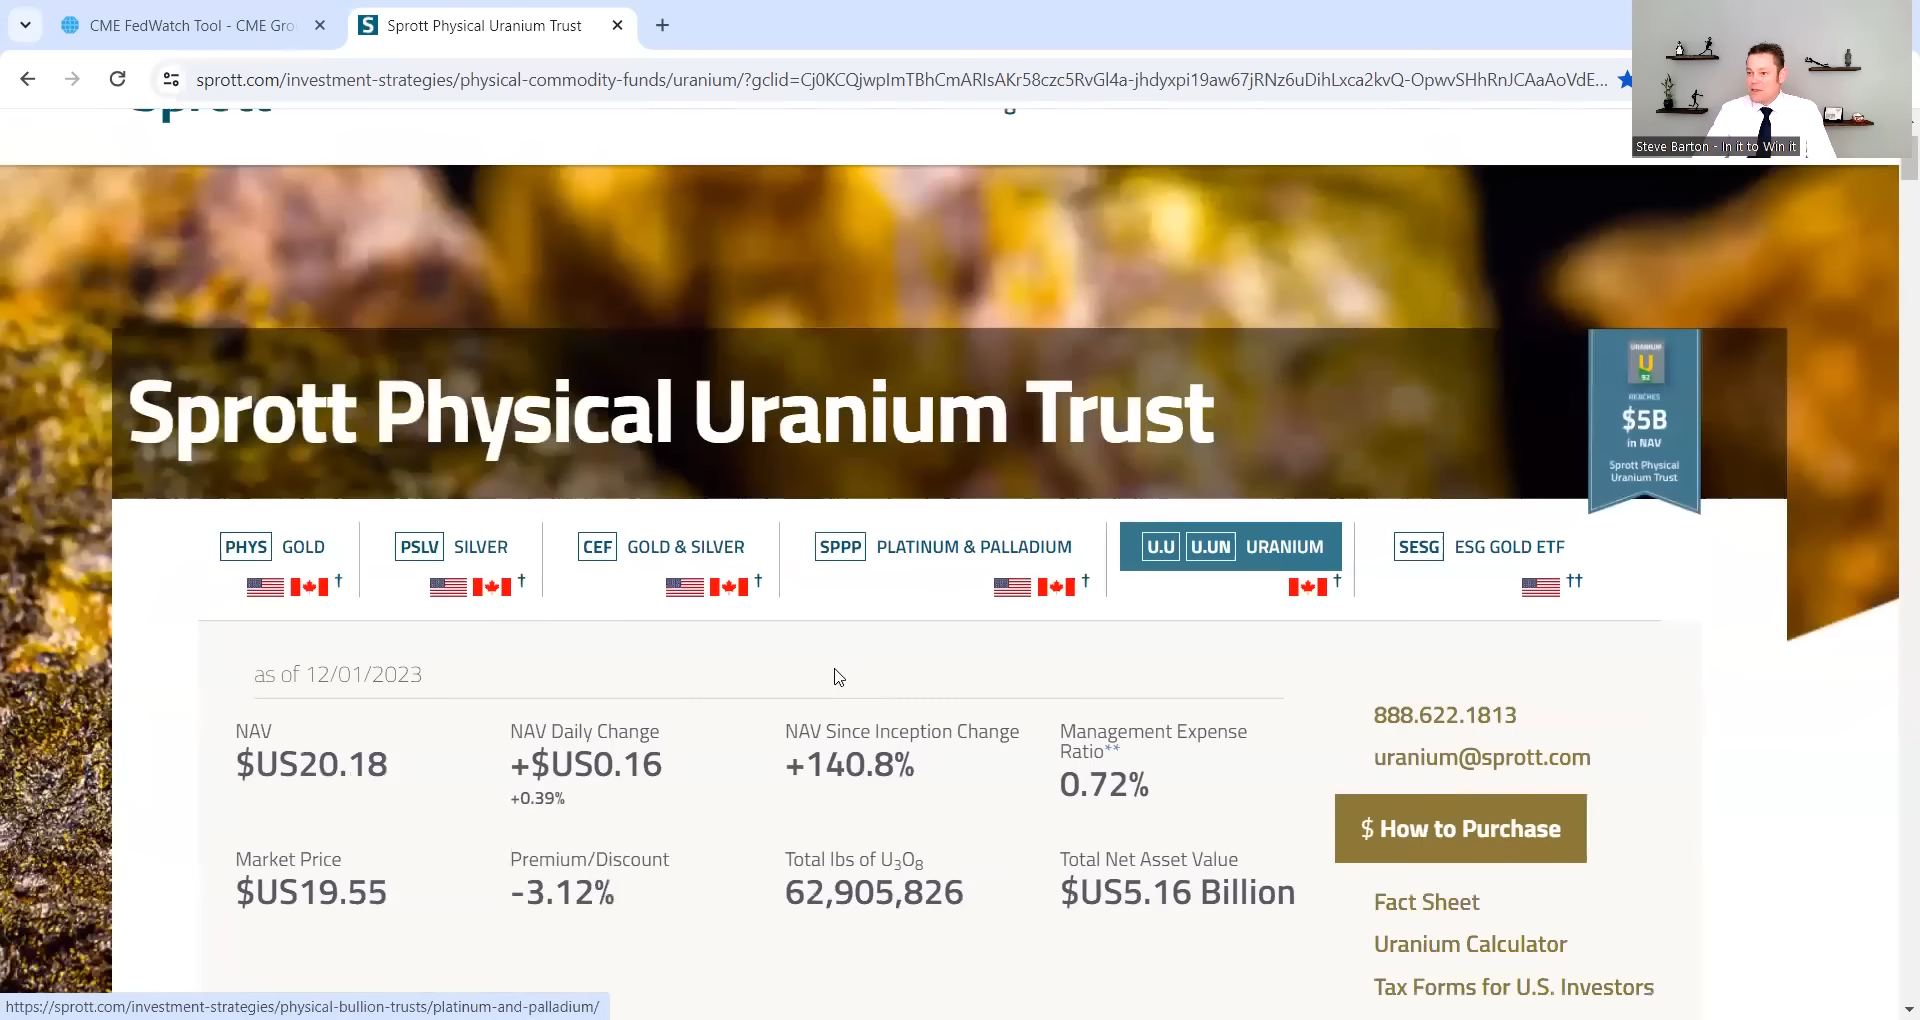 CME FedWatch Tool - CME Gro
Sprott Physical Uranium Trust
sprott.com/investment-strategies/physical-commodity-funds/uranium/?gclid=Cj0KCQjwpImTBhCmARIsAKr58czc5RvGl4a-jhdyxpi19aw67jRNz6uDihLxca2kvQ-OpwvSHhRnJCAaAoVdE...
Steve Barton - In it to Win it
Sprott
Sprott Physical Uranium Trust
URANIUM
U
92
REACHES
$5B
in NAV
Sprott Physical
Uranium Trust
PHYS GOLD
PSLV SILVER
CEF GOLD & SILVER
SPPP PLATINUM & PALLADIUM
U.U U.UN URANIUM
SESG ESG GOLD ETF
† † † † † ††
as of 12/01/2023
NAV
$US20.18
NAV Daily Change
+$US0.16
+0.39%
NAV Since Inception Change
+140.8%
Management Expense
Ratio**
0.72%
Market Price
$US19.55
Premium/Discount
-3.12%
Total lbs of U₃O₈
62,905,826
Total Net Asset Value
$US5.16 Billion
888.622.1813
uranium@sprott.com
$ How to Purchase
Fact Sheet
Uranium Calculator
Tax Forms for U.S. Investors
https://sprott.com/investment-strategies/physical-bullion-trusts/platinum-and-palladium/